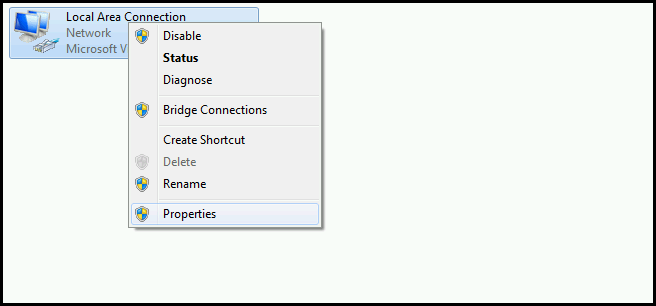 Local Area Connection
Network
Microsoft V
Disable
Status
Diagnose
Bridge Connections
Create Shortcut
Delete
Rename
Properties